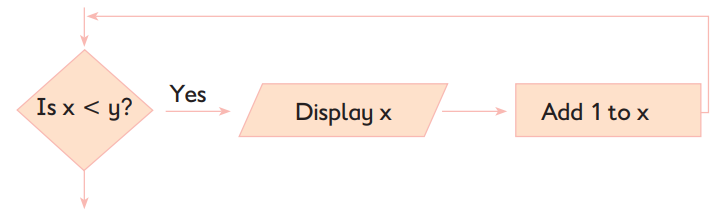 Is x < y?
Yes
Display x
Add 1 to x